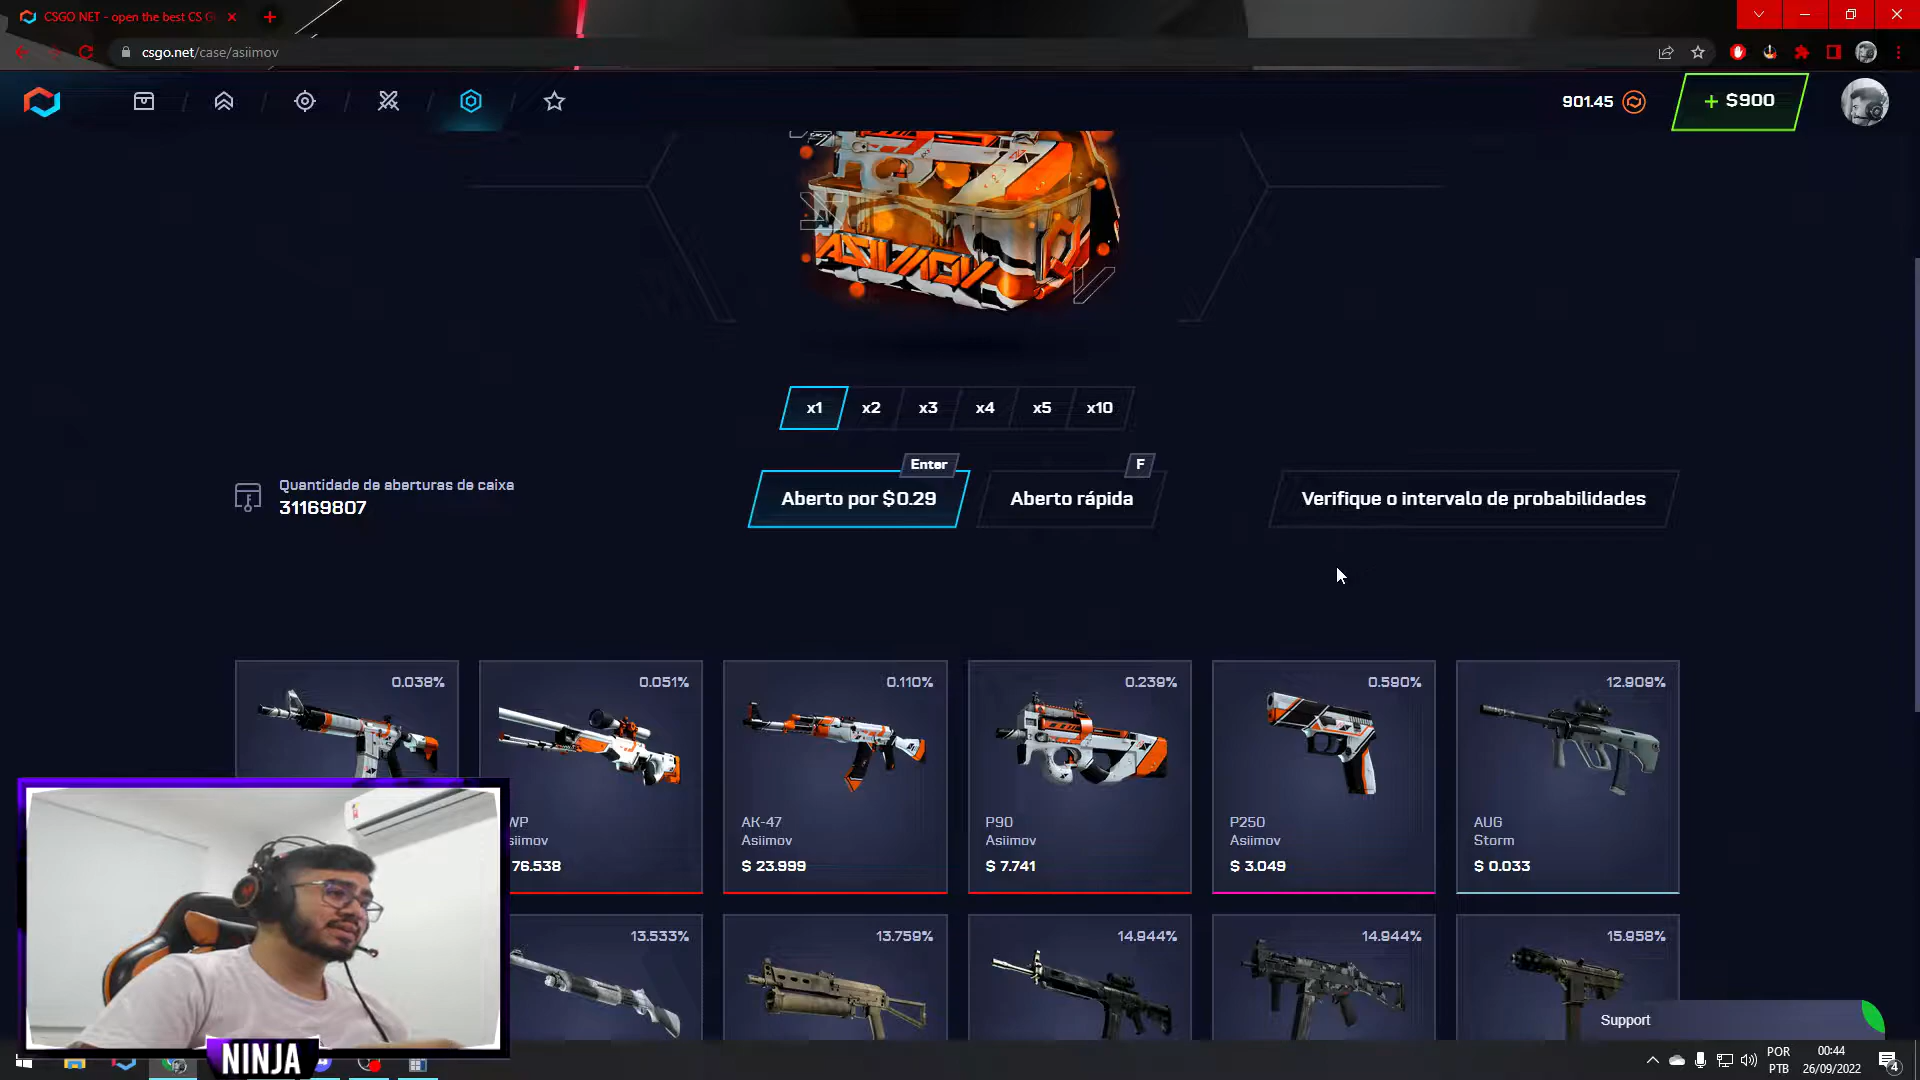 CSGO NET - open the best CS G
csgo.net/case/asiimov
901.45
+ $900
ASIIMOV
x1 x2 x3 x4 x5 x10
Enter
F
Quantidade de aberturas de caixa
31169807
Aberto por $0.29
Aberto rápida
Verifique o intervalo de probabilidades
0.038%
0.051%
0.110%
0.239%
0.590%
12.909%
WP
AK-47
P90
P250
AUG
siimov
Asiimov
Asiimov
Asiimov
Storm
76.538
$ 23.999
$ 7.741
$ 3.049
$ 0.033
13.533%
13.759%
14.944%
14.944%
15.958%
Support
NINJA
POR
PTB
00:44
26/09/2022
4